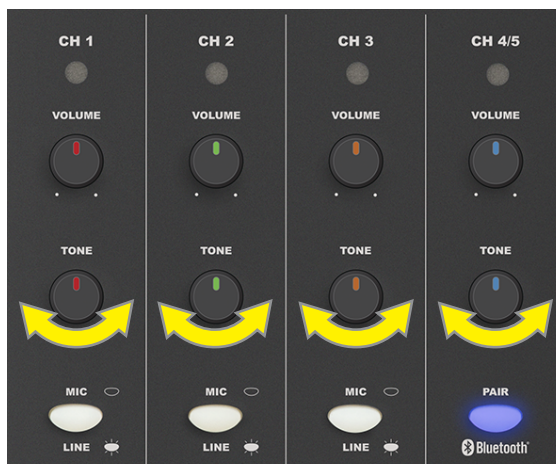 CH 1
CH 2
CH 3
CH 4/5
VOLUME
VOLUME
VOLUME
VOLUME
TONE
TONE
TONE
TONE
MIC
MIC
MIC
PAIR
LINE
LINE
LINE
Bluetooth